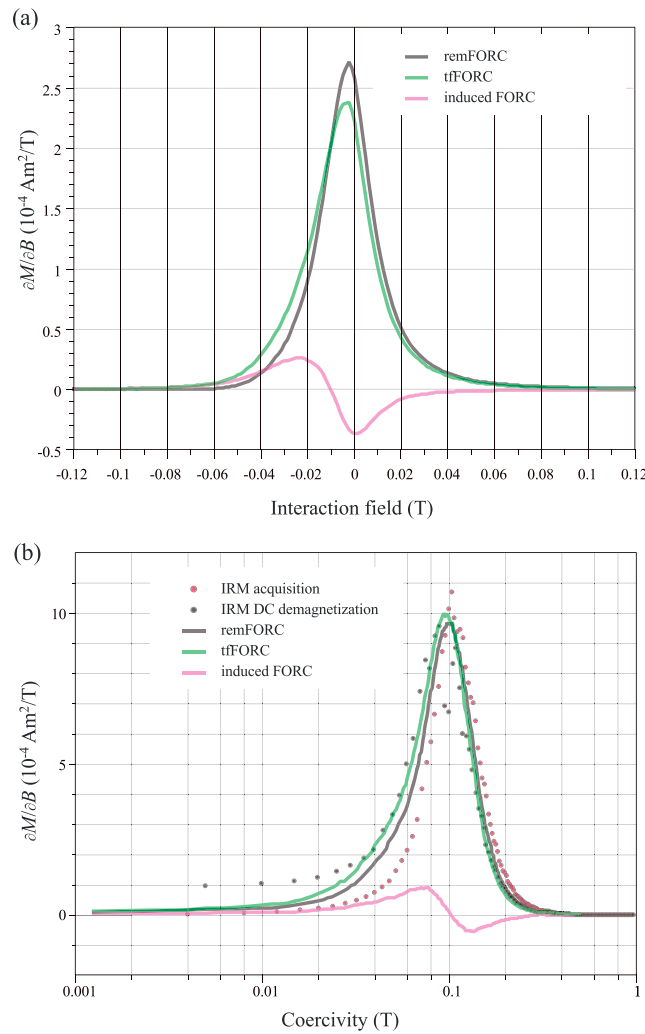 (a)
3
2.5
2
1.5
1
0.5
0
-0.5
∂M/∂B (10⁻⁴ Am²/T)
remFORC
tfFORC
induced FORC
-0.12 -0.1 -0.08 -0.06 -0.04 -0.02 0 0.02 0.04 0.06 0.08 0.1 0.12
Interaction field (T)
(b)
10
5
0
∂M/∂B (10⁻⁴ Am²/T)
IRM acquisition
IRM DC demagnetization
remFORC
tfFORC
induced FORC
0.001 0.01 0.1 1
Coercivity (T)